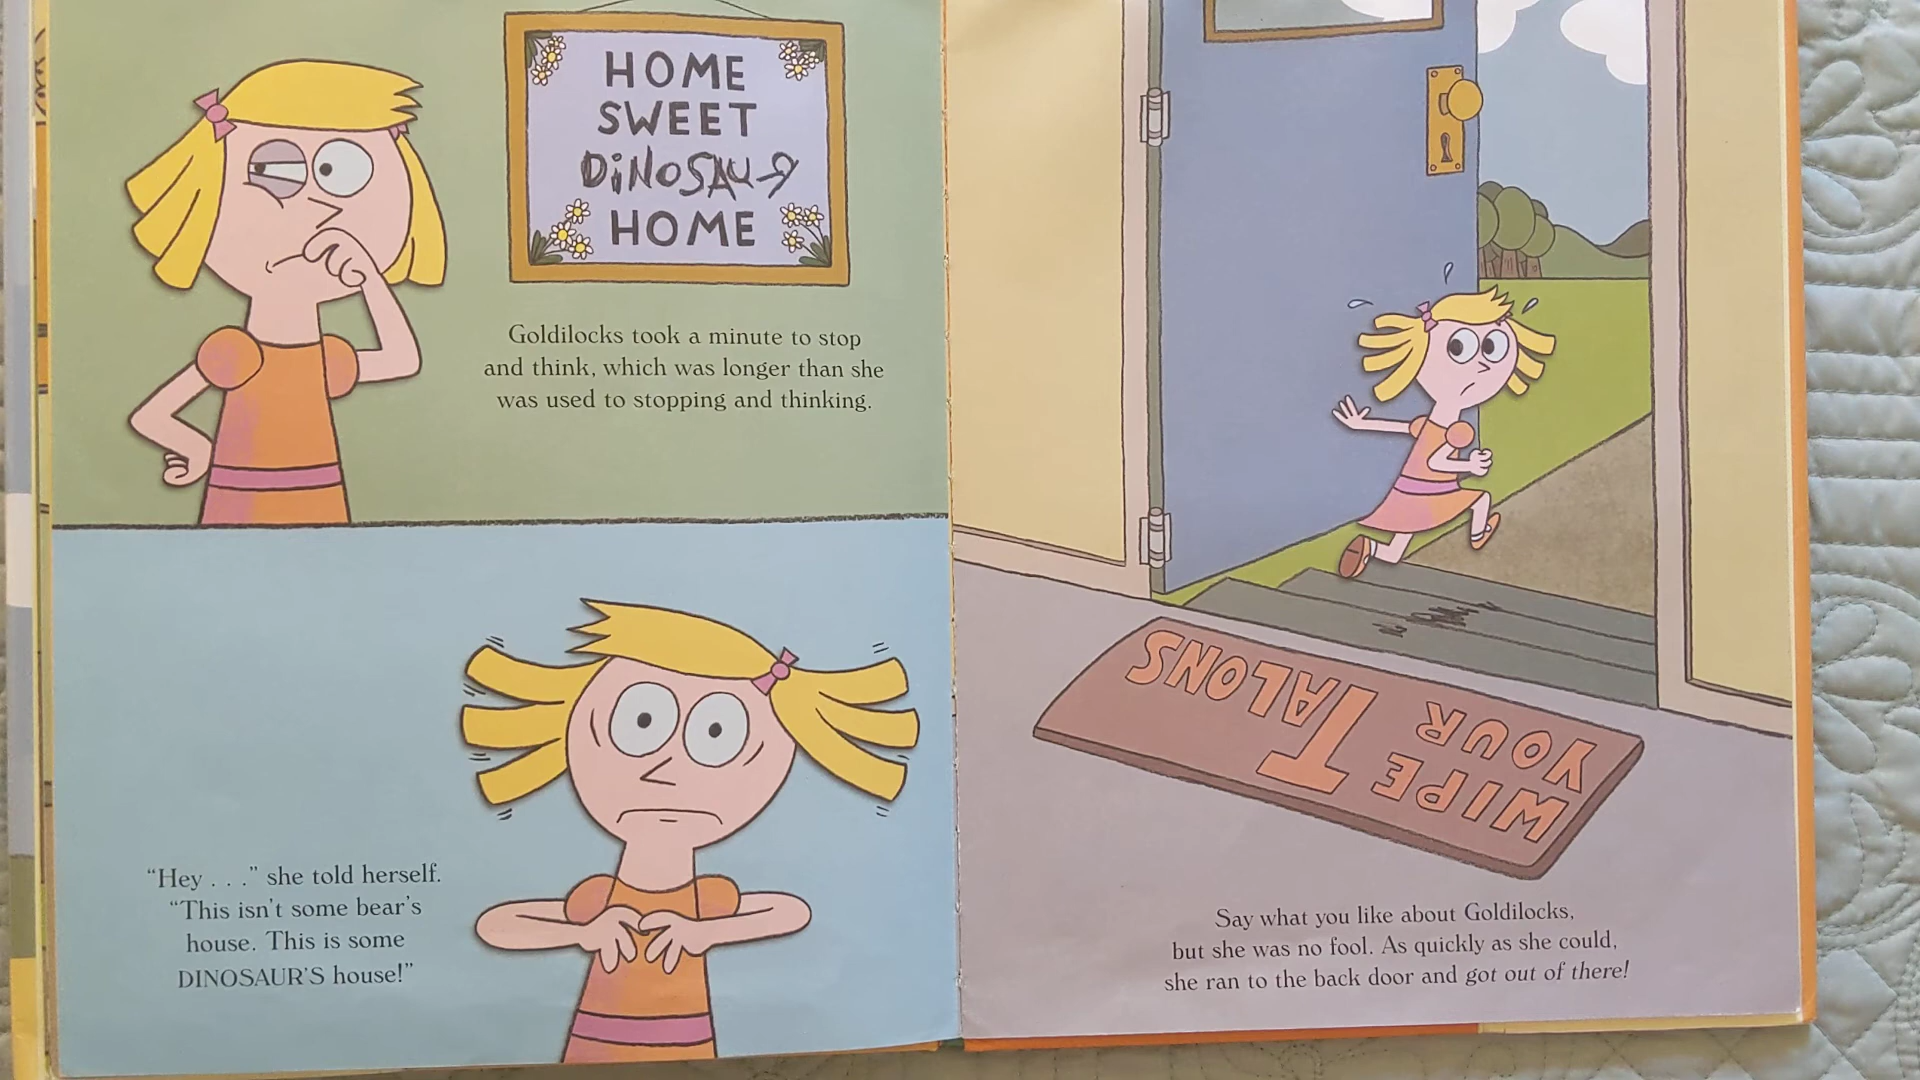 HOME
SWEET
DiNOSAUR
HOME
Goldilocks took a minute to stop
and think, which was longer than she
was used to stopping and thinking.
“Hey . . .” she told herself.
“This isn’t some bear’s
house. This is some
DINOSAUR’S house!”
WIPE YOUR
TALONS
Say what you like about Goldilocks,
but she was no fool. As quickly as she could,
she ran to the back door and got out of there!